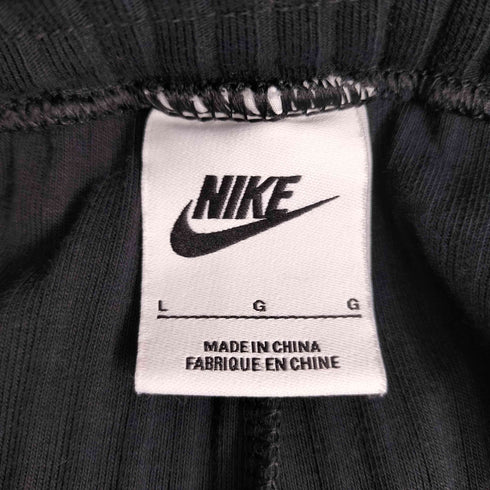 NIKE
L G G
MADE IN CHINA
FABRIQUE EN CHINE